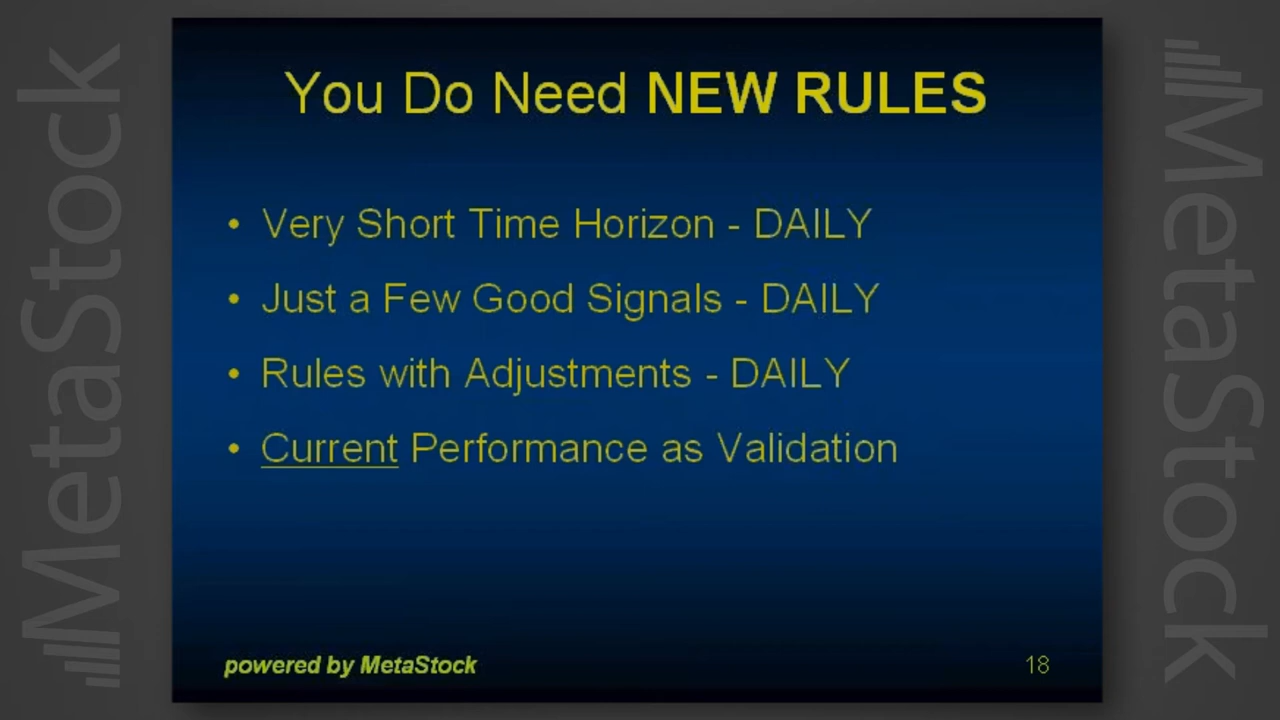 You Do Need NEW RULES
• Very Short Time Horizon - DAILY
• Just a Few Good Signals - DAILY
• Rules with Adjustments - DAILY
• Current Performance as Validation
powered by MetaStock
18
MetaStock
MetaStock